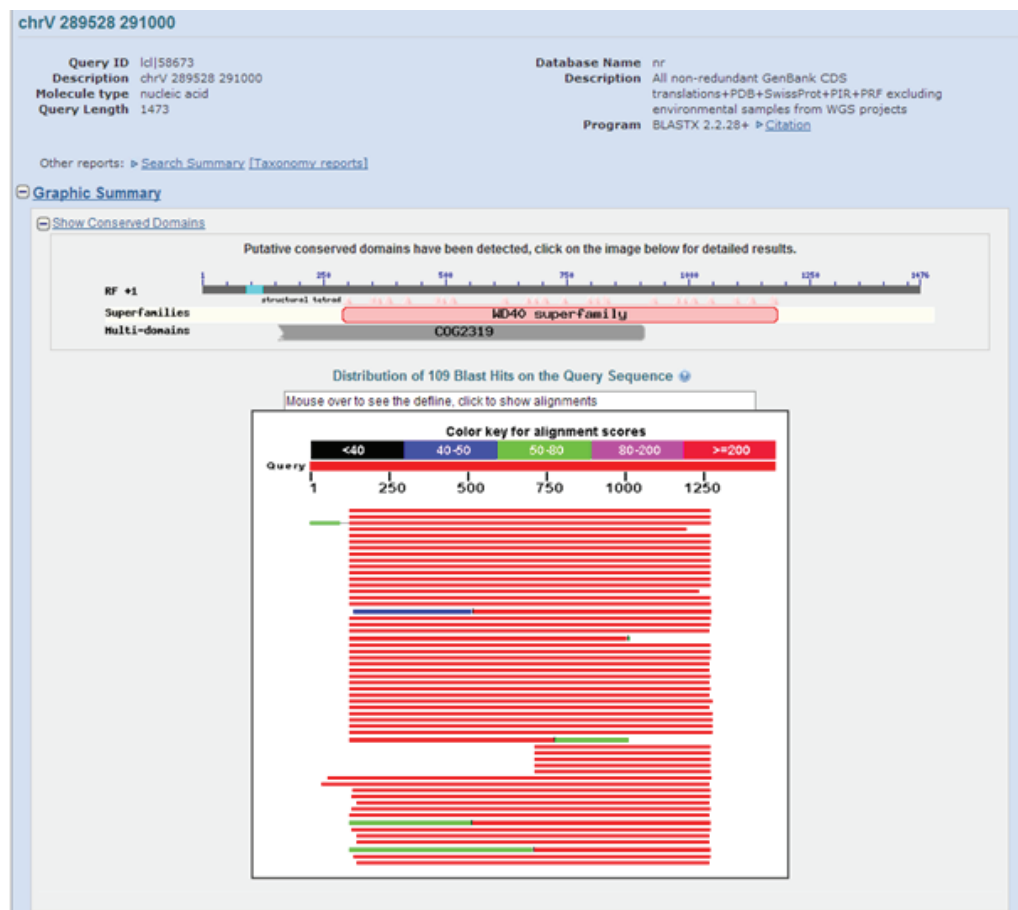 chrV 289528 291000
Query ID lcl|58673
Description chrV 289528 291000
Molecule type nucleic acid
Query Length 1473
Database Name nr
Description All non-redundant GenBank CDS
translations+PDB+SwissProt+PIR+PRF excluding
environmental samples from WGS projects
Program BLASTX 2.2.28+ Citation
Other reports: Search Summary [Taxonomy reports]
Graphic Summary
Show Conserved Domains
Putative conserved domains have been detected, click on the image below for detailed results.
1 250 500 750 1000 1250 1476
RF +1
structural tetrad
Superfamilies WD40 superfamily
Multi-domains COG2319
Distribution of 109 Blast Hits on the Query Sequence
Mouse over to see the defline, click to show alignments
Color key for alignment scores
<40 40-50 50-80 80-200 >=200
Query
1 250 500 750 1000 1250